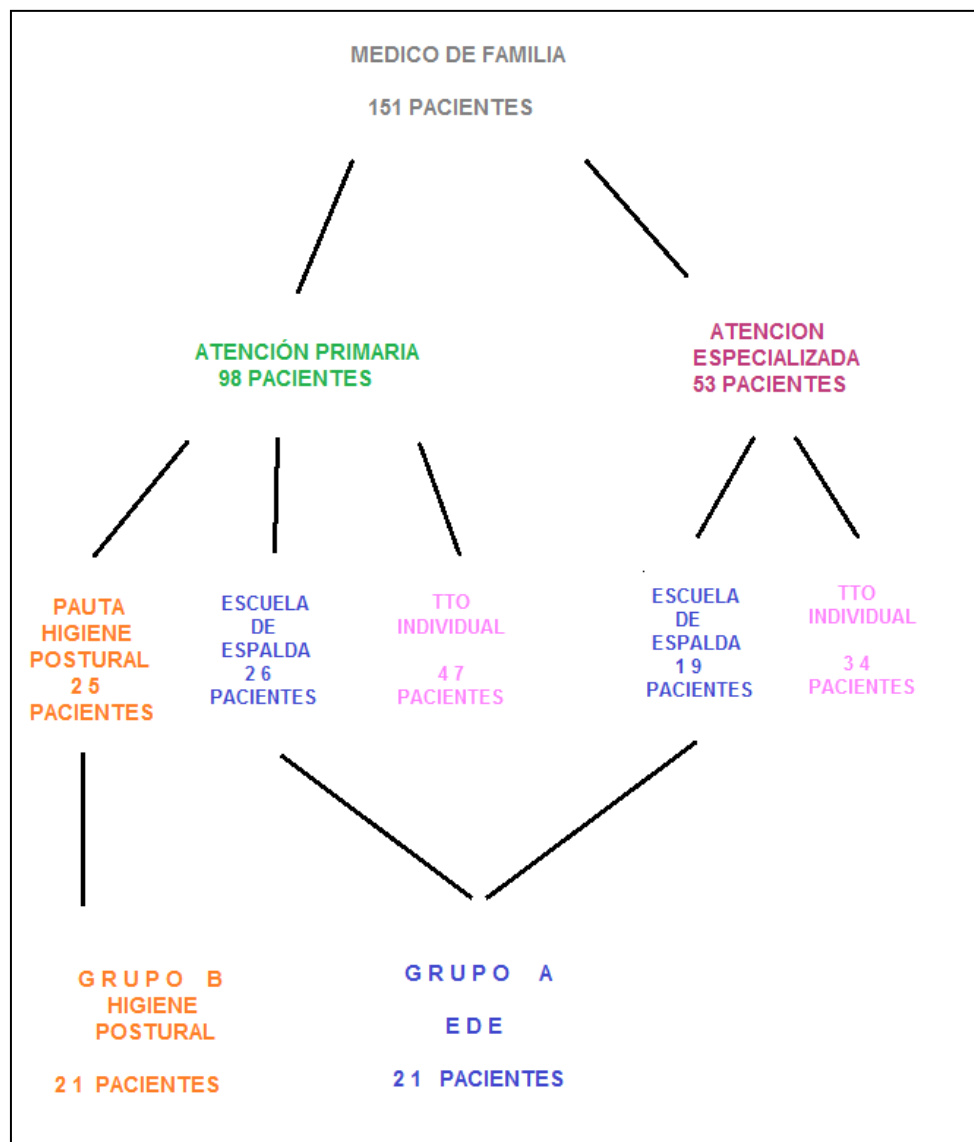 MEDICO DE FAMILIA
151 PACIENTES
ATENCIÓN PRIMARIA
98 PACIENTES
ATENCION
ESPECIALIZADA
53 PACIENTES
PAUTA
HIGIENE
POSTURAL
2 5
PACIENTES
ESCUELA
DE
ESPALDA
2 6
PACIENTES
TTO
INDIVIDUAL
4 7
PACIENTES
ESCUELA
DE
ESPALDA
1 9
PACIENTES
TTO
INDIVIDUAL
3 4
PACIENTES
G R U P O B
HIGIENE
POSTURAL
2 1 PACIENTES
G R U P O A
E D E
2 1 PACIENTES